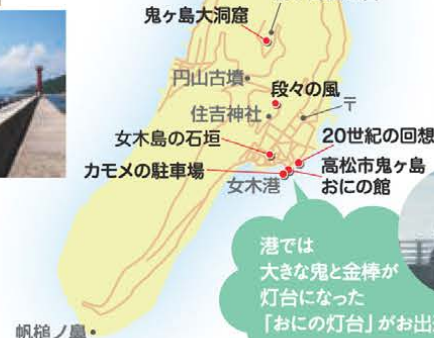 鬼ヶ島大洞窟
円山古墳
段々の風
住吉神社
〒
女木島の石垣
20世紀の回想
カモメの駐車場
高松市鬼ヶ島
おにの館
女木港
港では
大きな鬼と金棒が
灯台になった
「おにの灯台」がお出
帆槌ノ鼻